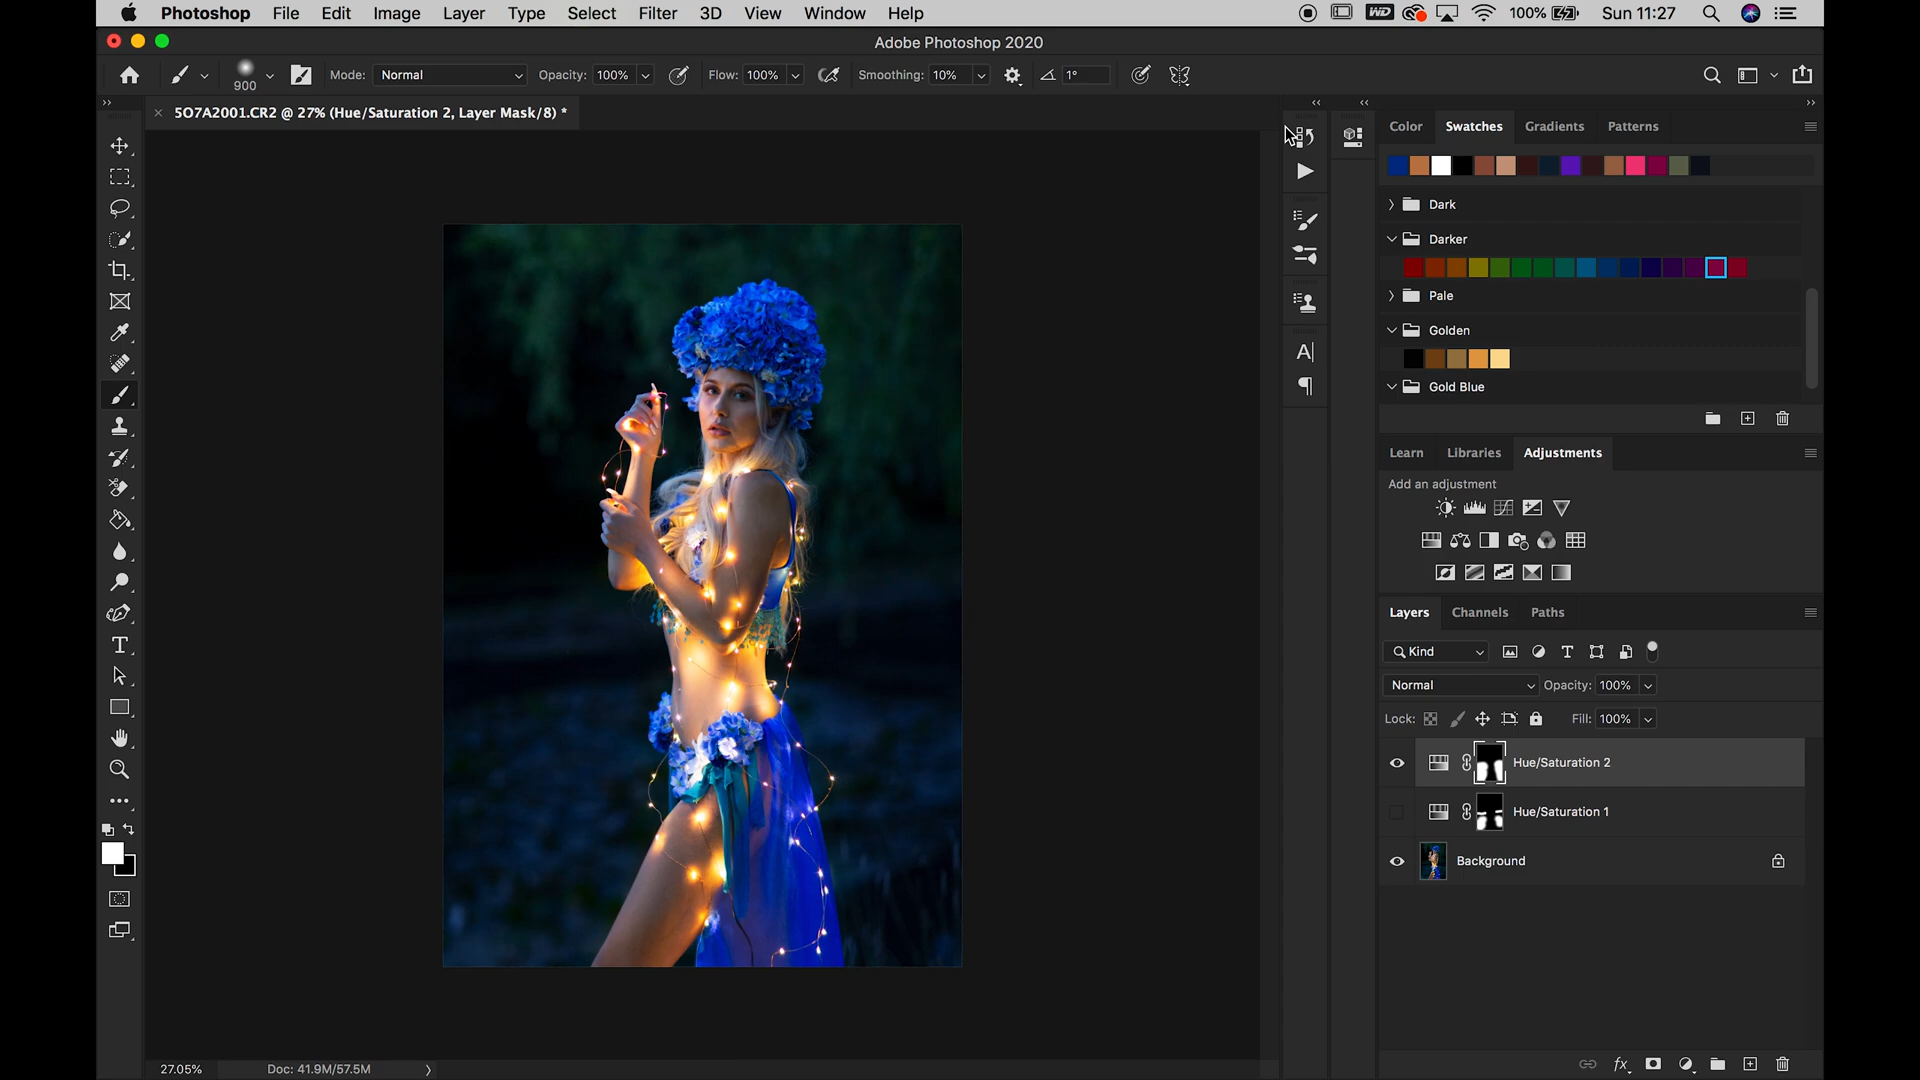 Photoshop File Edit Image Layer Type Select Filter 3D View Window Help 100% Sun 11:27
Adobe Photoshop 2020
900 Mode: Normal Opacity: 100% Flow: 100% Smoothing: 10% 1°
5O7A2001.CR2 @ 27% (Hue/Saturation 2, Layer Mask/8) *
Color Swatches Gradients Patterns
Dark
Darker
Pale
Golden
Gold Blue
Learn Libraries Adjustments
Add an adjustment
Layers Channels Paths
Kind
Normal Opacity: 100%
Lock: Fill: 100%
Hue/Saturation 2
Hue/Saturation 1
Background
27.05% Doc: 41.9M/57.5M